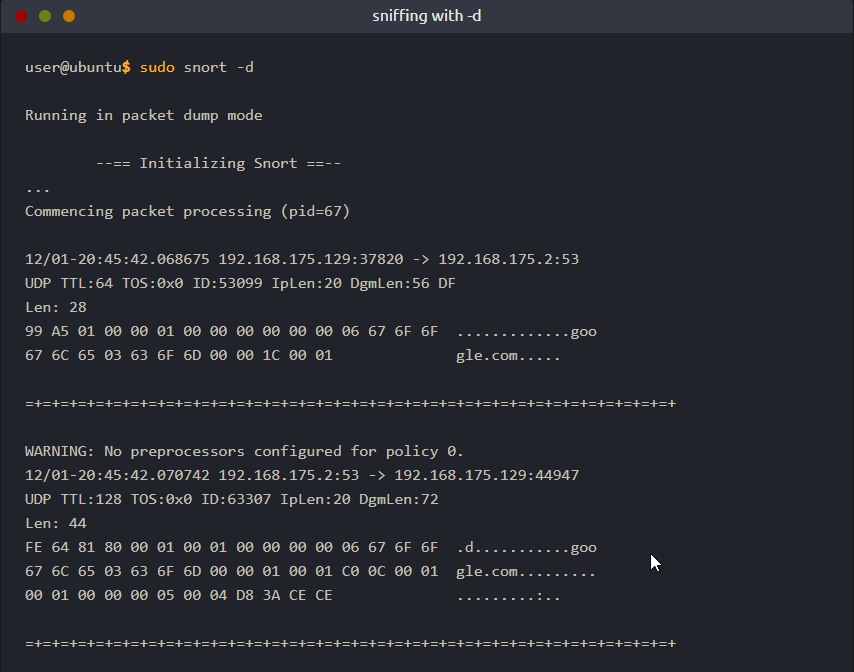 sniffing with -d
user@ubuntu$ sudo snort -d
Running in packet dump mode
--== Initializing Snort ==--
...
Commencing packet processing (pid=67)
12/01-20:45:42.068675 192.168.175.129:37820 -> 192.168.175.2:53
UDP TTL:64 TOS:0x0 ID:53099 IpLen:20 DgmLen:56 DF
Len: 28
99 A5 01 00 00 01 00 00 00 00 00 00 06 67 6F 6F  .............goo
67 6C 65 03 63 6F 6D 00 00 1C 00 01              gle.com.....
=+=+=+=+=+=+=+=+=+=+=+=+=+=+=+=+=+=+=+=+=+=+=+=+=+=+=+=+=+=+=+=+=+=+=+=+=+
WARNING: No preprocessors configured for policy 0.
12/01-20:45:42.070742 192.168.175.2:53 -> 192.168.175.129:44947
UDP TTL:128 TOS:0x0 ID:63307 IpLen:20 DgmLen:72
Len: 44
FE 64 81 80 00 01 00 01 00 00 00 00 06 67 6F 6F  .d...........goo
67 6C 65 03 63 6F 6D 00 00 01 00 01 C0 0C 00 01  gle.com.........
00 01 00 00 00 05 00 04 D8 3A CE CE              .........:..
=+=+=+=+=+=+=+=+=+=+=+=+=+=+=+=+=+=+=+=+=+=+=+=+=+=+=+=+=+=+=+=+=+=+=+=+=+